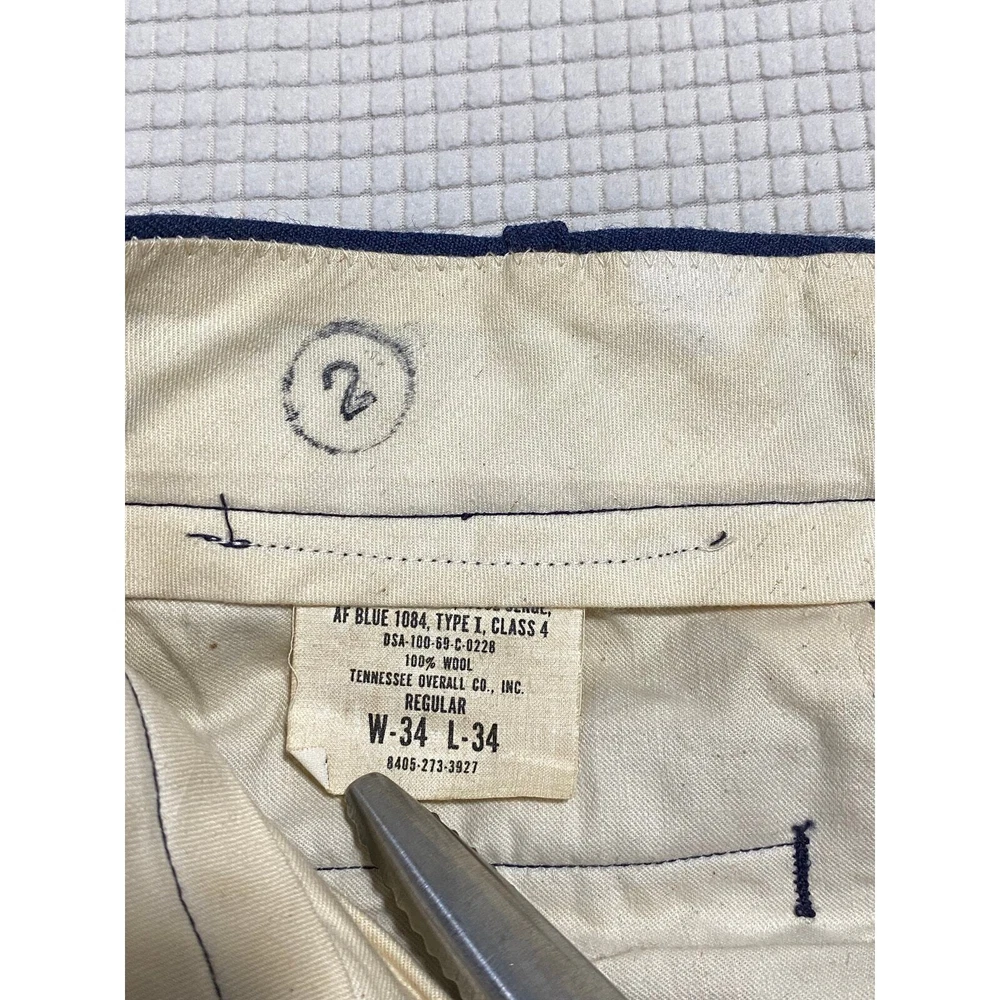 2
AF BLUE 1084, TYPE I, CLASS 4
DSA-100-69-C-0228
100% WOOL
TENNESSEE OVERALL CO., INC.
REGULAR
W-34 L-34
8405-273-3927